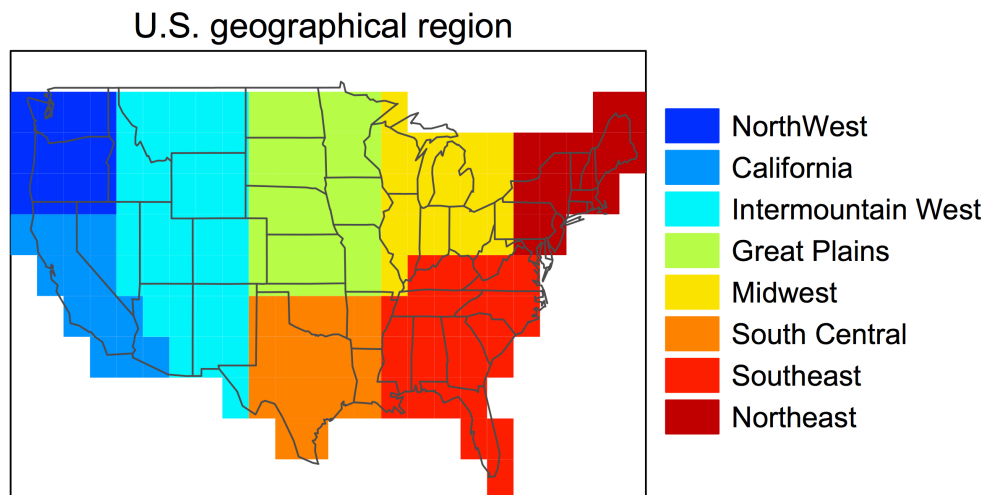 U.S. geographical region
NorthWest
California
Intermountain West
Great Plains
Midwest
South Central
Southeast
Northeast